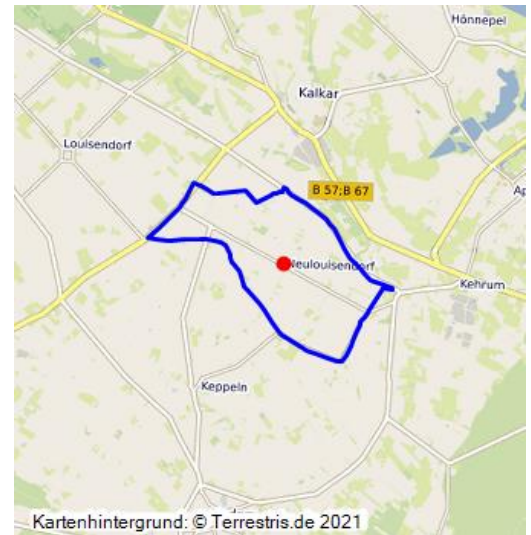 Hönnepel
Kalkar
Louisendorf
B 57;B 67
Neulouisendorf
Kehrum
Keppeln
Kartenhintergrund: © Terrestris.de 2021